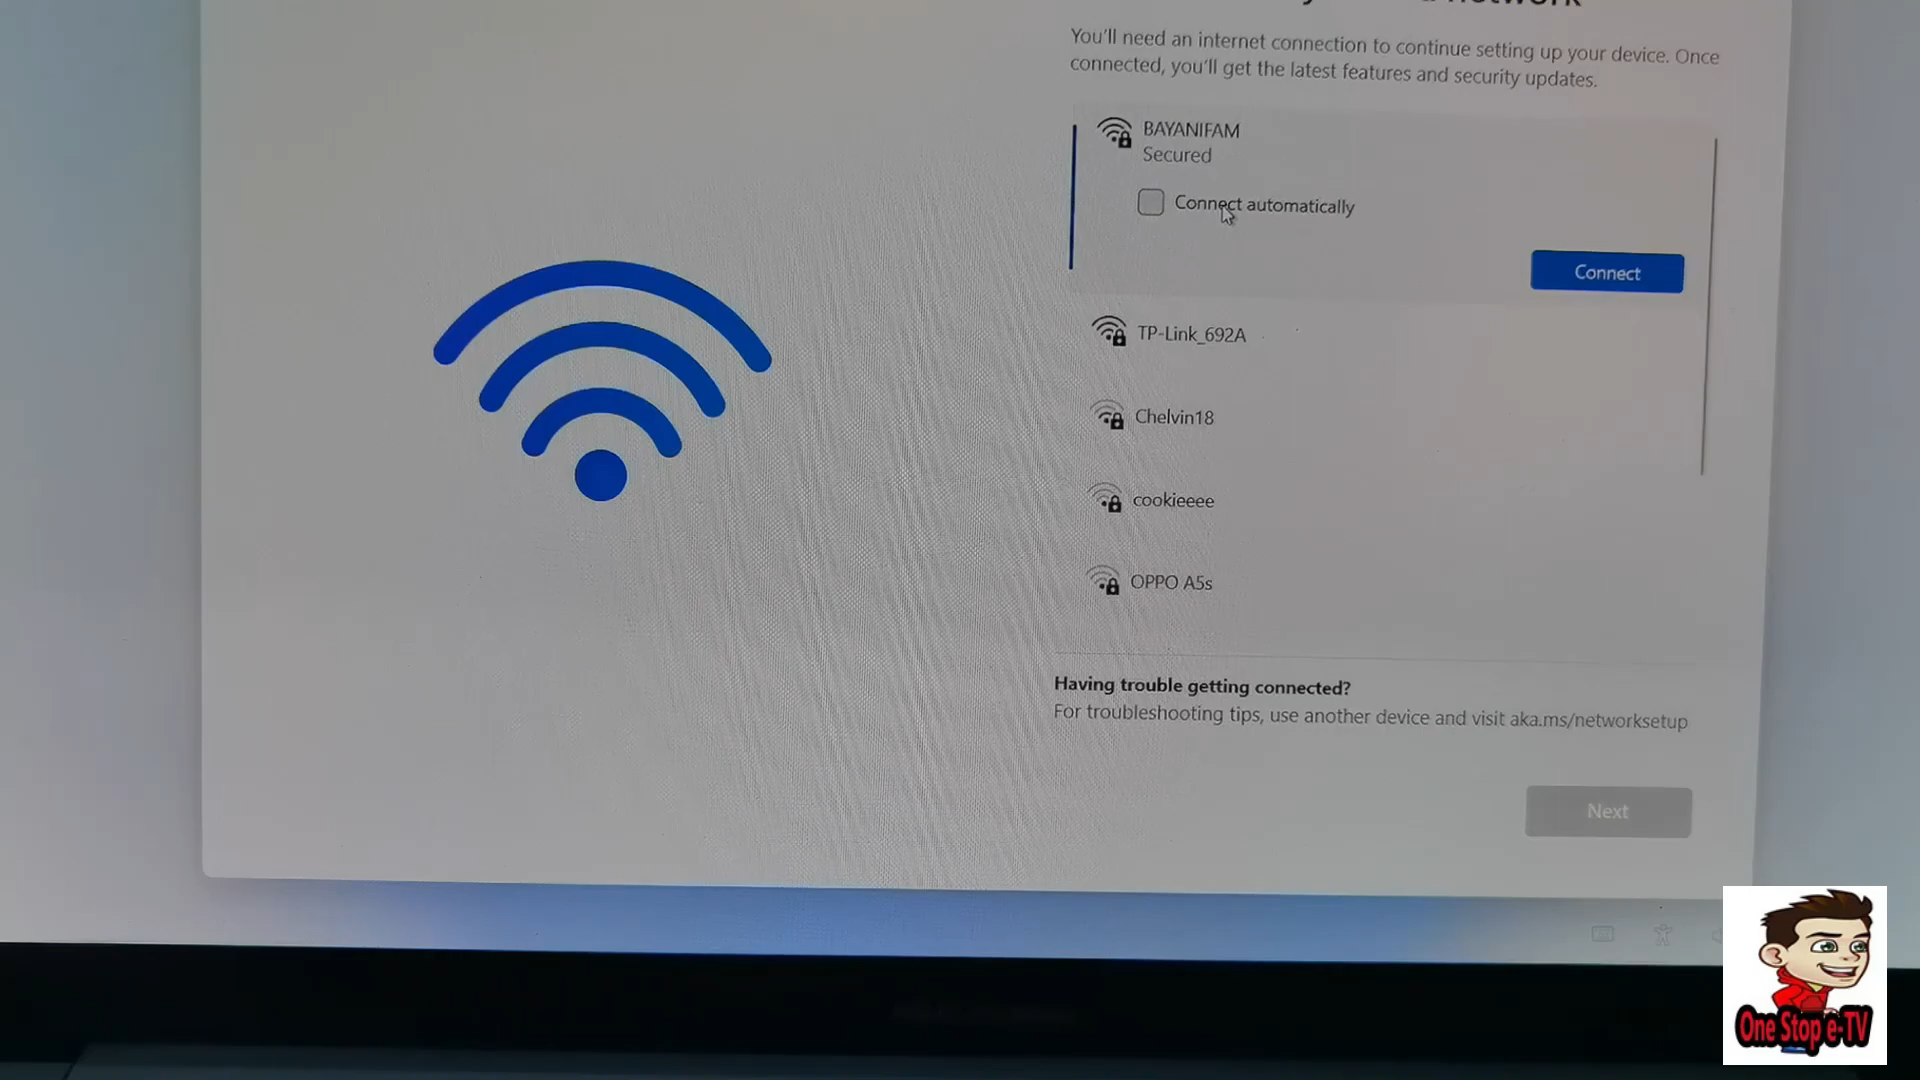 network
You'll need an internet connection to continue setting up your device. Once
connected, you'll get the latest features and security updates.
BAYANIFAM
Secured
Connect automatically
Connect
TP-Link_692A
Chelvin18
cookieeee
OPPO A5s
Having trouble getting connected?
For troubleshooting tips, use another device and visit aka.ms/networksetup
Next
One Stop e-TV